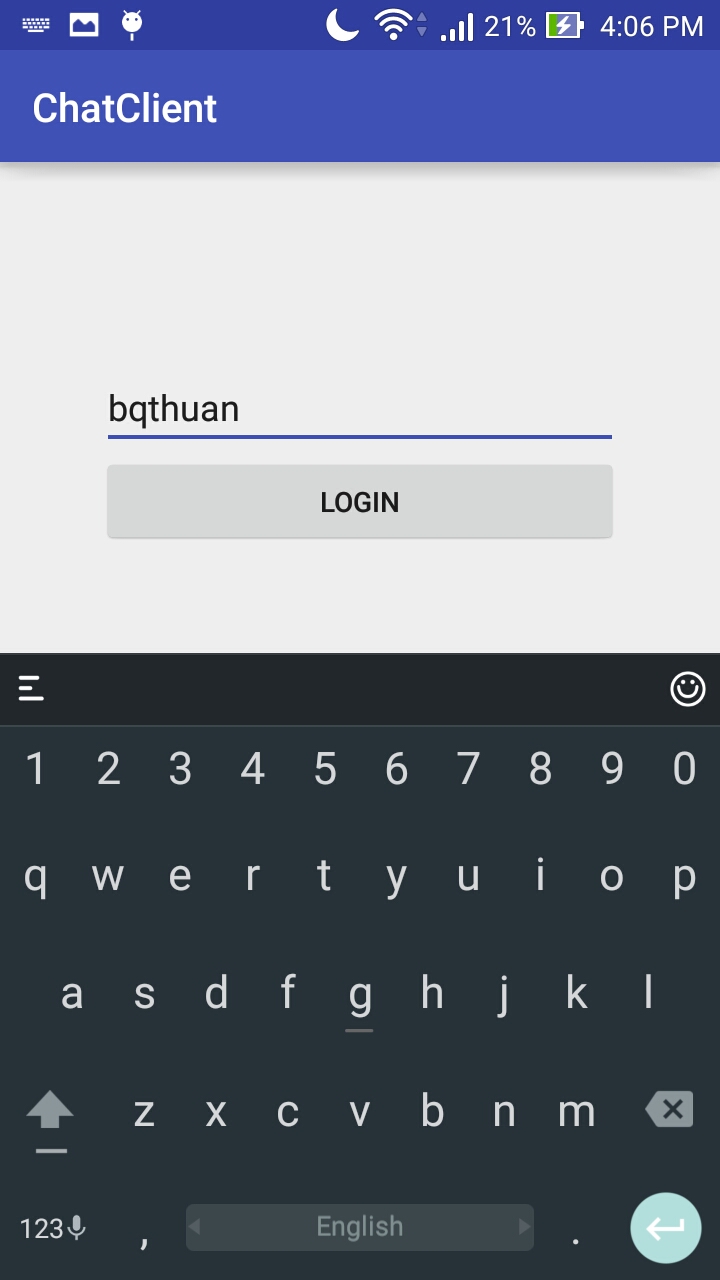 21% 4:06 PM
ChatClient
bqthuan
LOGIN
1 2 3 4 5 6 7 8 9 0
q w e r t y u i o p
a s d f g h j k l
z x c v b n m
123 , English .